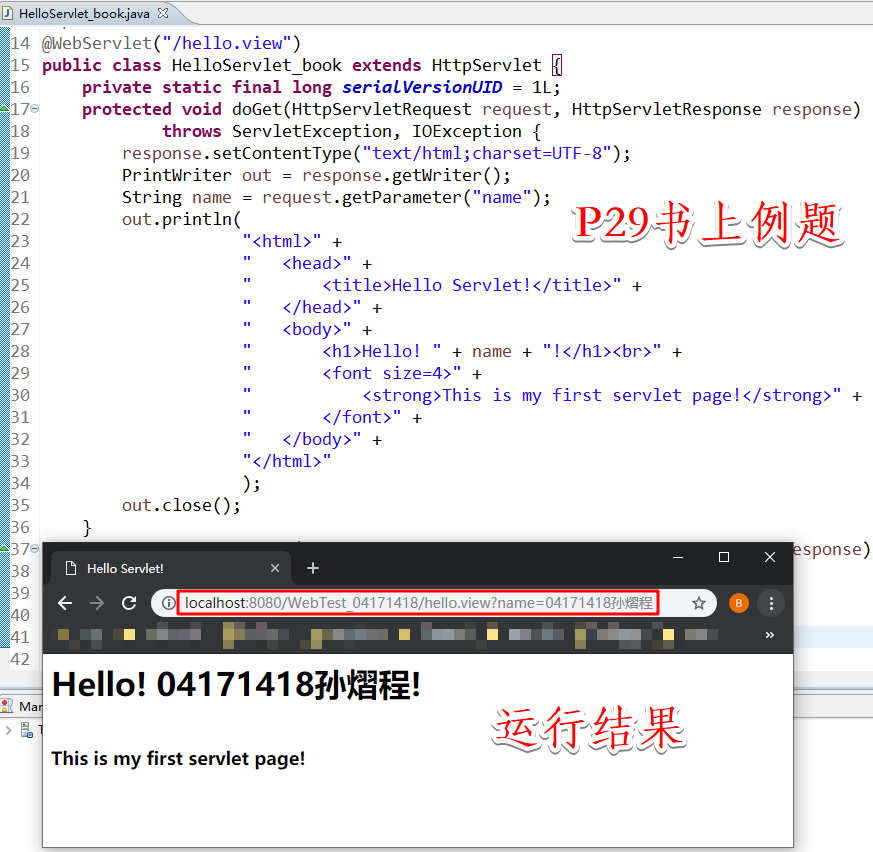 HelloServlet_book.java
14 @WebServlet("/hello.view")
15 public class HelloServlet_book extends HttpServlet {
16     private static final long serialVersionUID = 1L;
17     protected void doGet(HttpServletRequest request, HttpServletResponse response)
18             throws ServletException, IOException {
19         response.setContentType("text/html;charset=UTF-8");
20         PrintWriter out = response.getWriter();
21         String name = request.getParameter("name");
22         out.println(
P29书上例题
23                     "<html>" +
24                     "   <head>" +
25                     "       <title>Hello Servlet!</title>" +
26                     "   </head>" +
27                     "   <body>" +
28                     "       <h1>Hello! " + name + "!</h1><br>" +
29                     "       <font size=4>" +
30                     "           <strong>This is my first servlet page!</strong>" +
31                     "       </font>" +
32                     "   </body>" +
33                     "</html>"
34                     );
35         out.close();
36     }
37 esponse)
38
39
40
41
42
Hello Servlet!
localhost:8080/WebTest_04171418/hello.view?name=04171418孙熠程
B
Hello! 04171418孙熠程!
运行结果
This is my first servlet page!
Mar